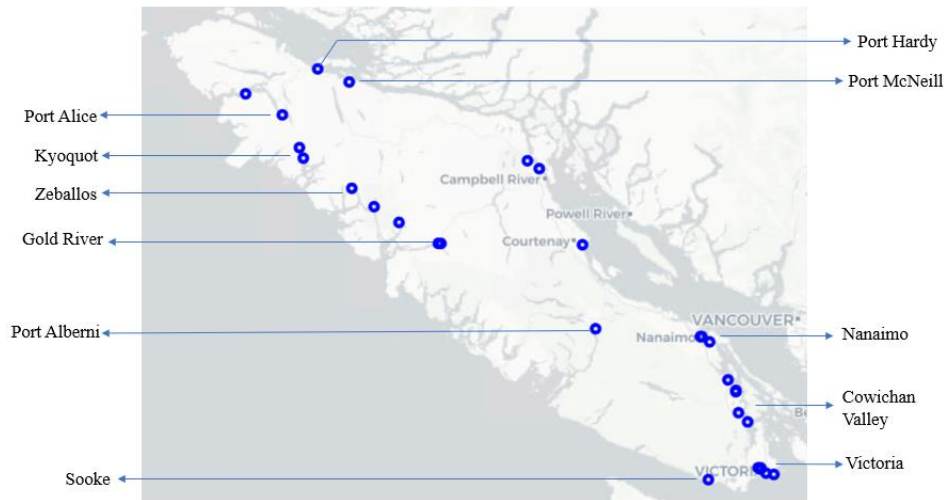 Port Hardy
Port McNeill
Port Alice
Kyoquot
Campbell River
Zeballos
Powell River
Gold River
Courtenay
VANCOUVER
Port Alberni
Nanaimo
Nanaimo
Cowichan
Valley
Victoria
VICTORI
Sooke